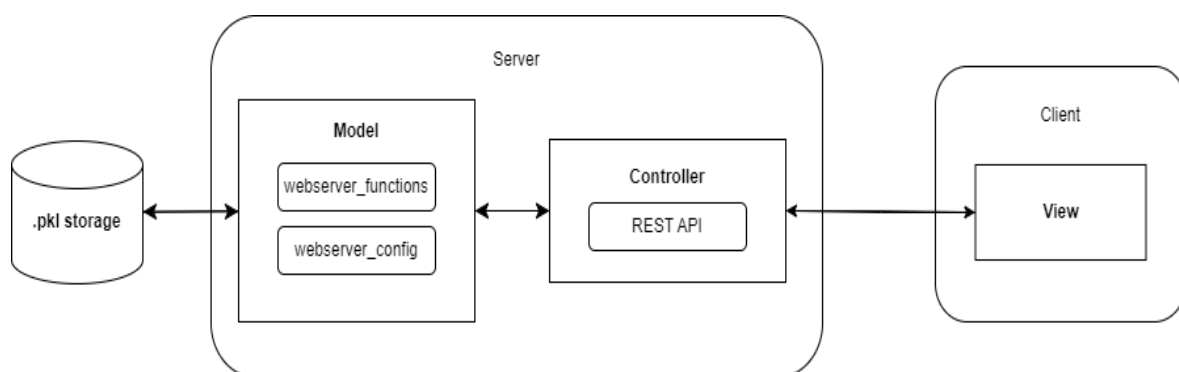 Server
Model
webserver_functions
webserver_config
.pkl storage
Controller
REST API
Client
View